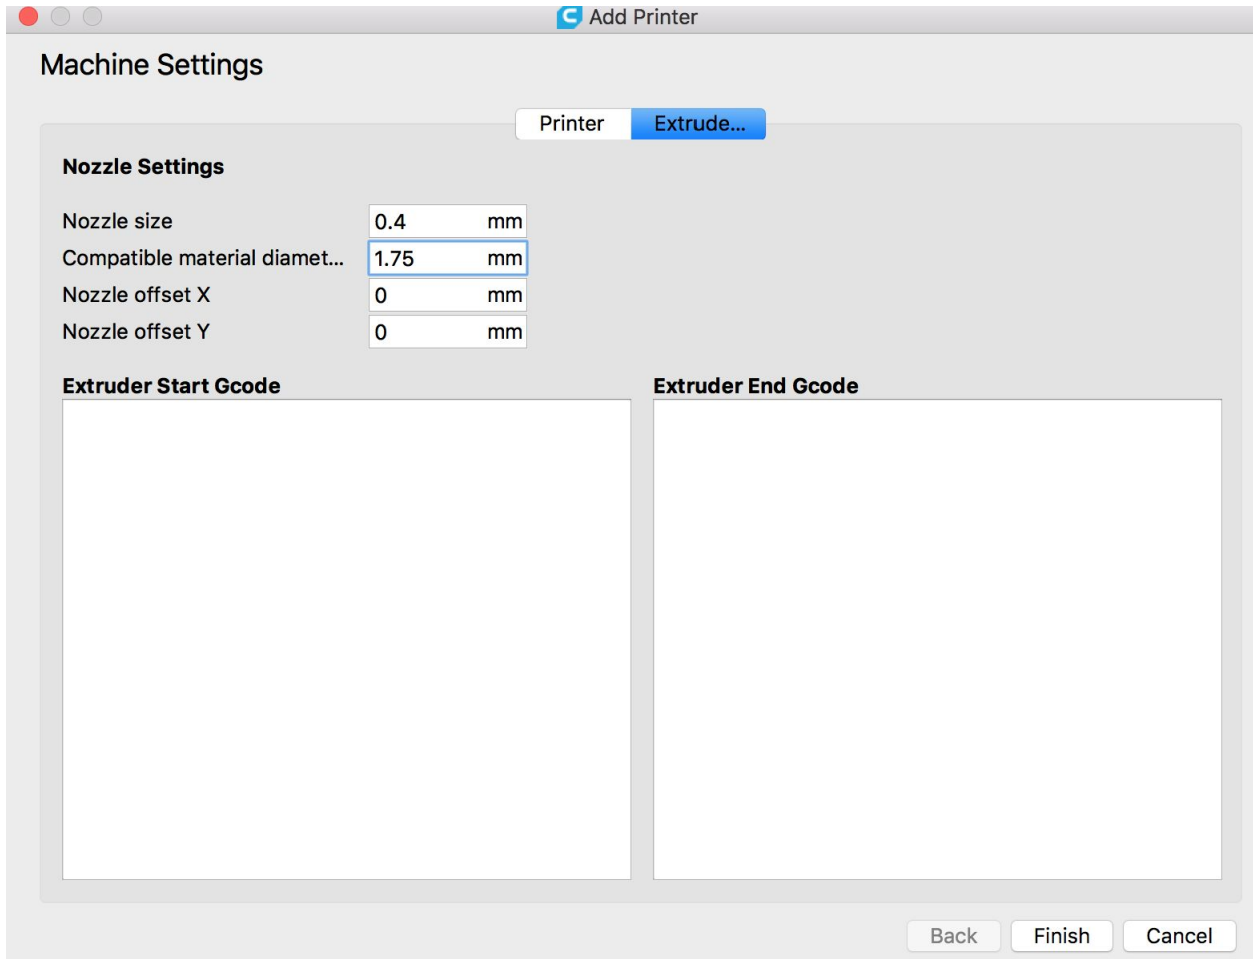 Add Printer
Machine Settings
Printer Extrude...
Nozzle Settings
Nozzle size 0.4 mm
Compatible material diamet... 1.75 mm
Nozzle offset X 0 mm
Nozzle offset Y 0 mm
Extruder Start Gcode Extruder End Gcode
Back Finish Cancel